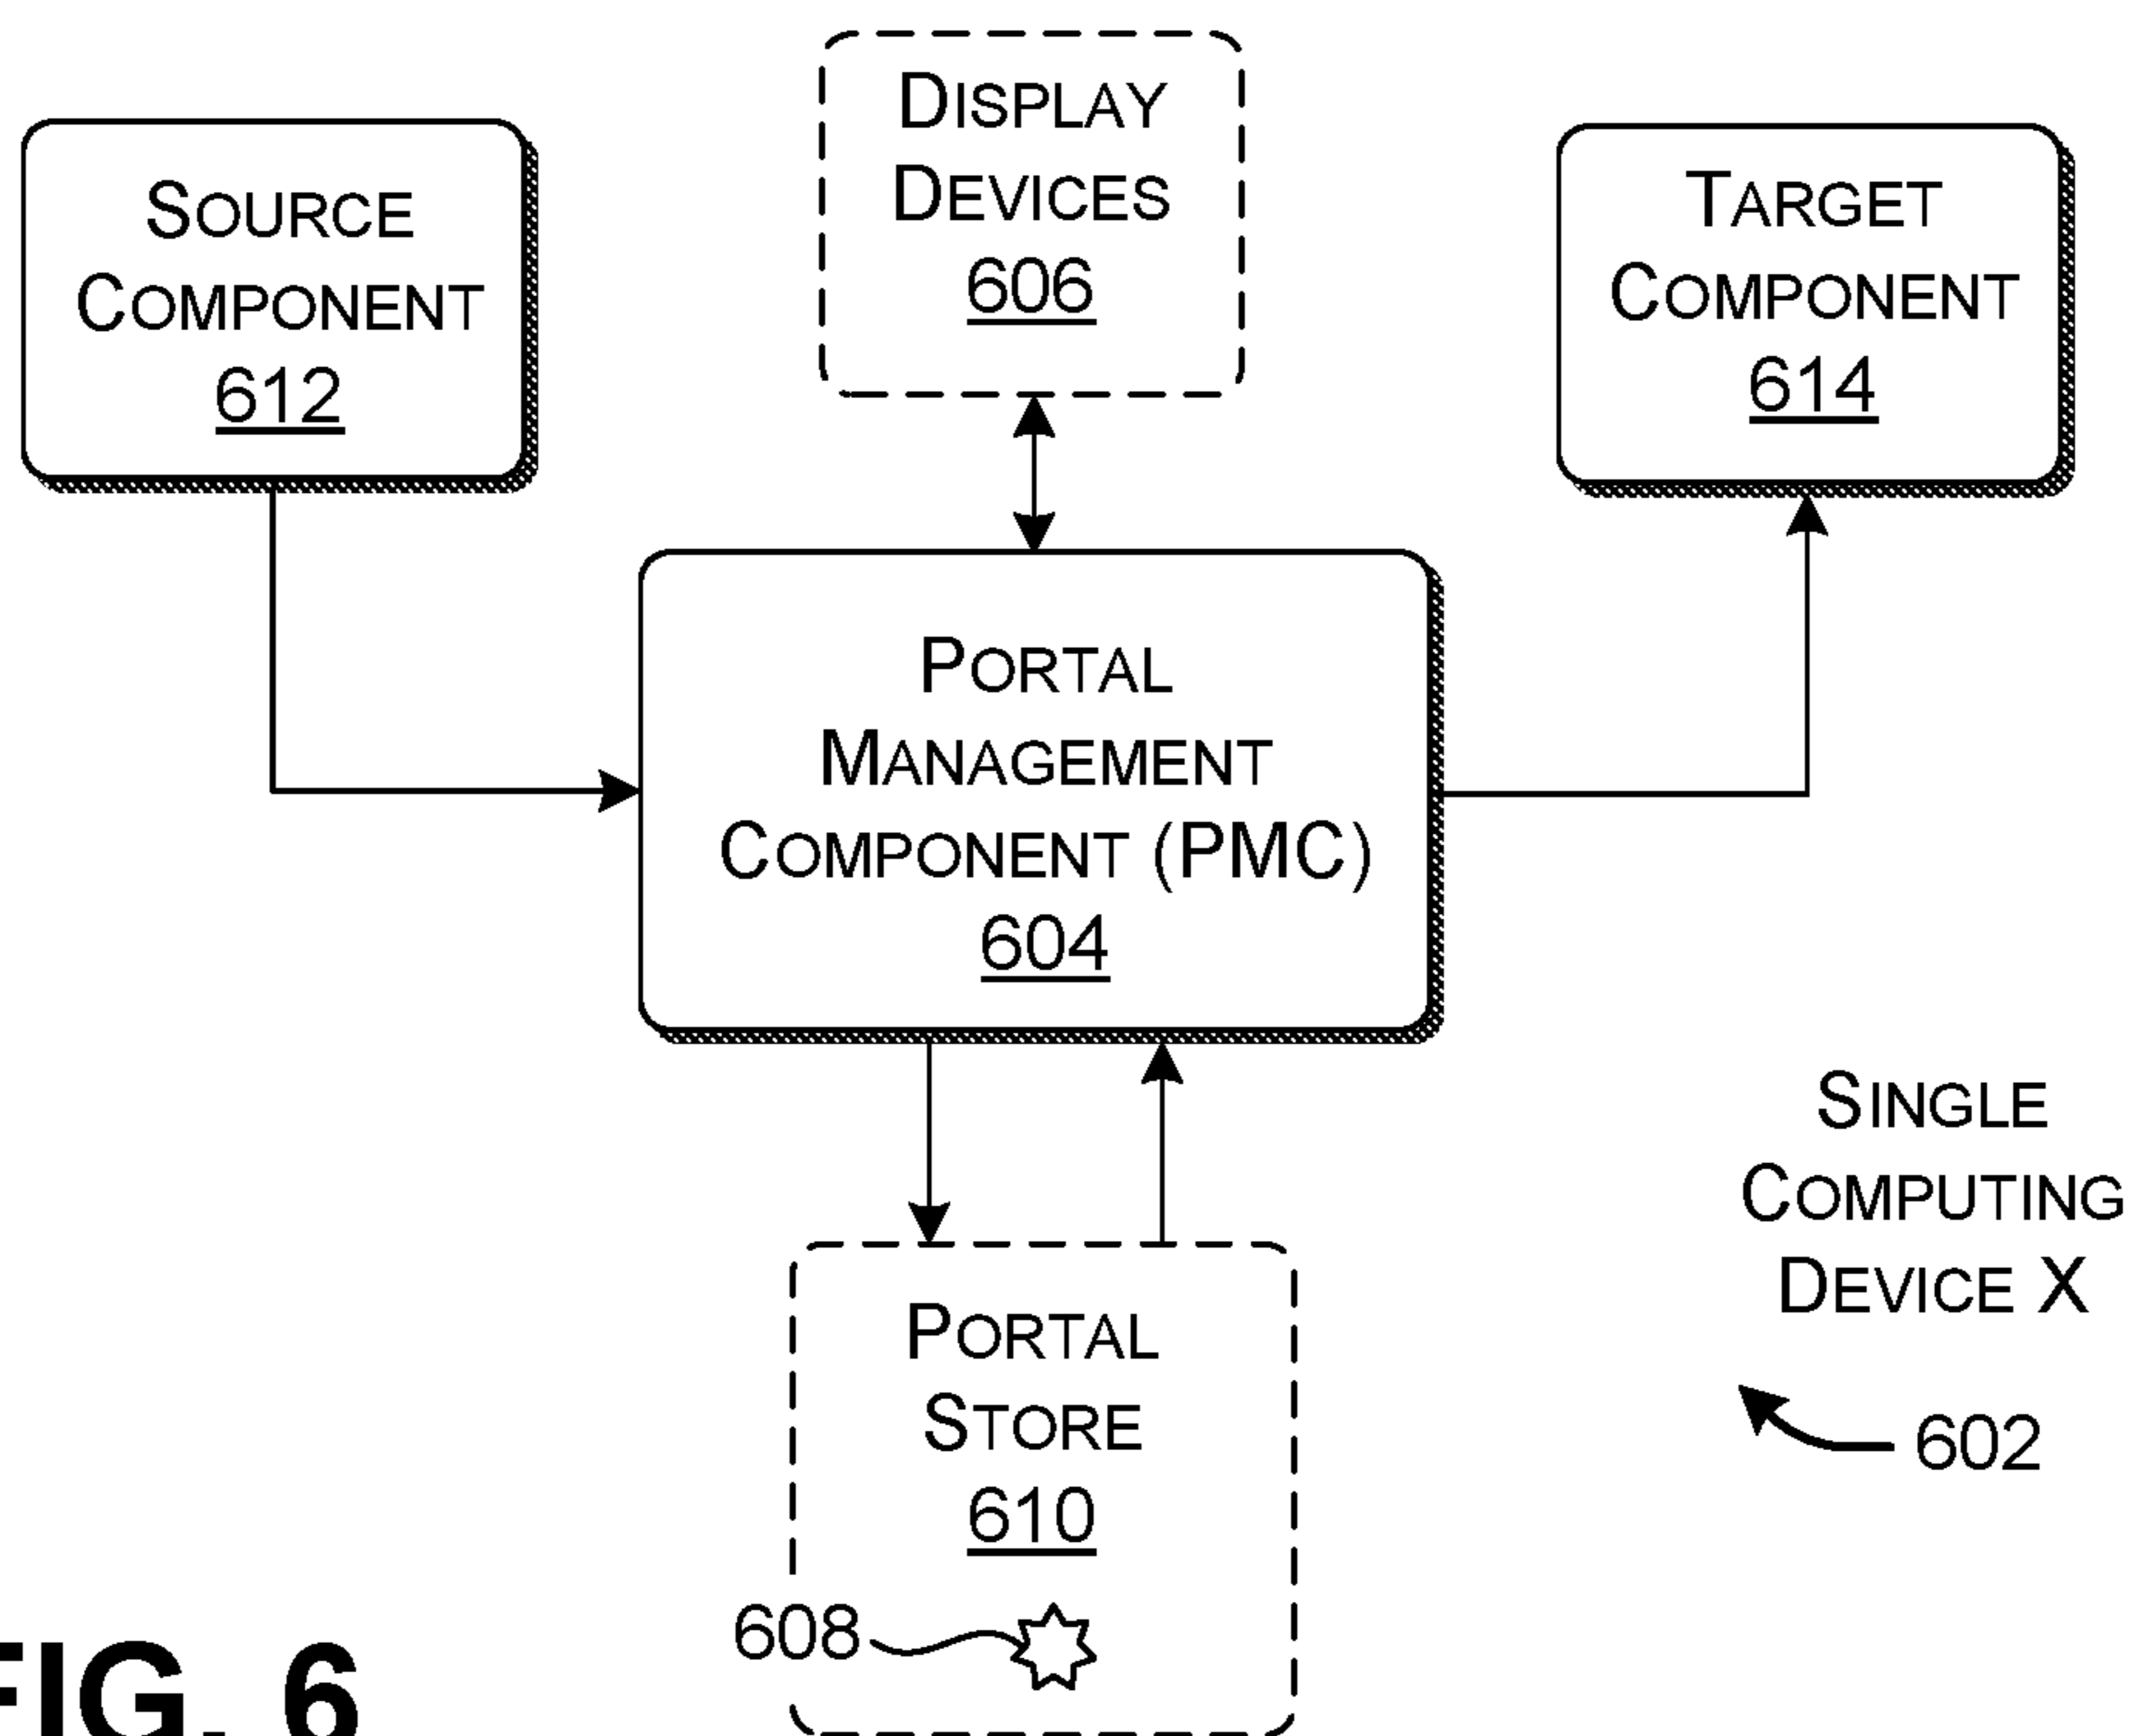 SOURCE
COMPONENT
612
DISPLAY
DEVICES
606
TARGET
COMPONENT
614
PORTAL
MANAGEMENT
COMPONENT (PMC)
604
SINGLE
COMPUTING
DEVICE X
602
PORTAL
STORE
610
608
FIG. 6